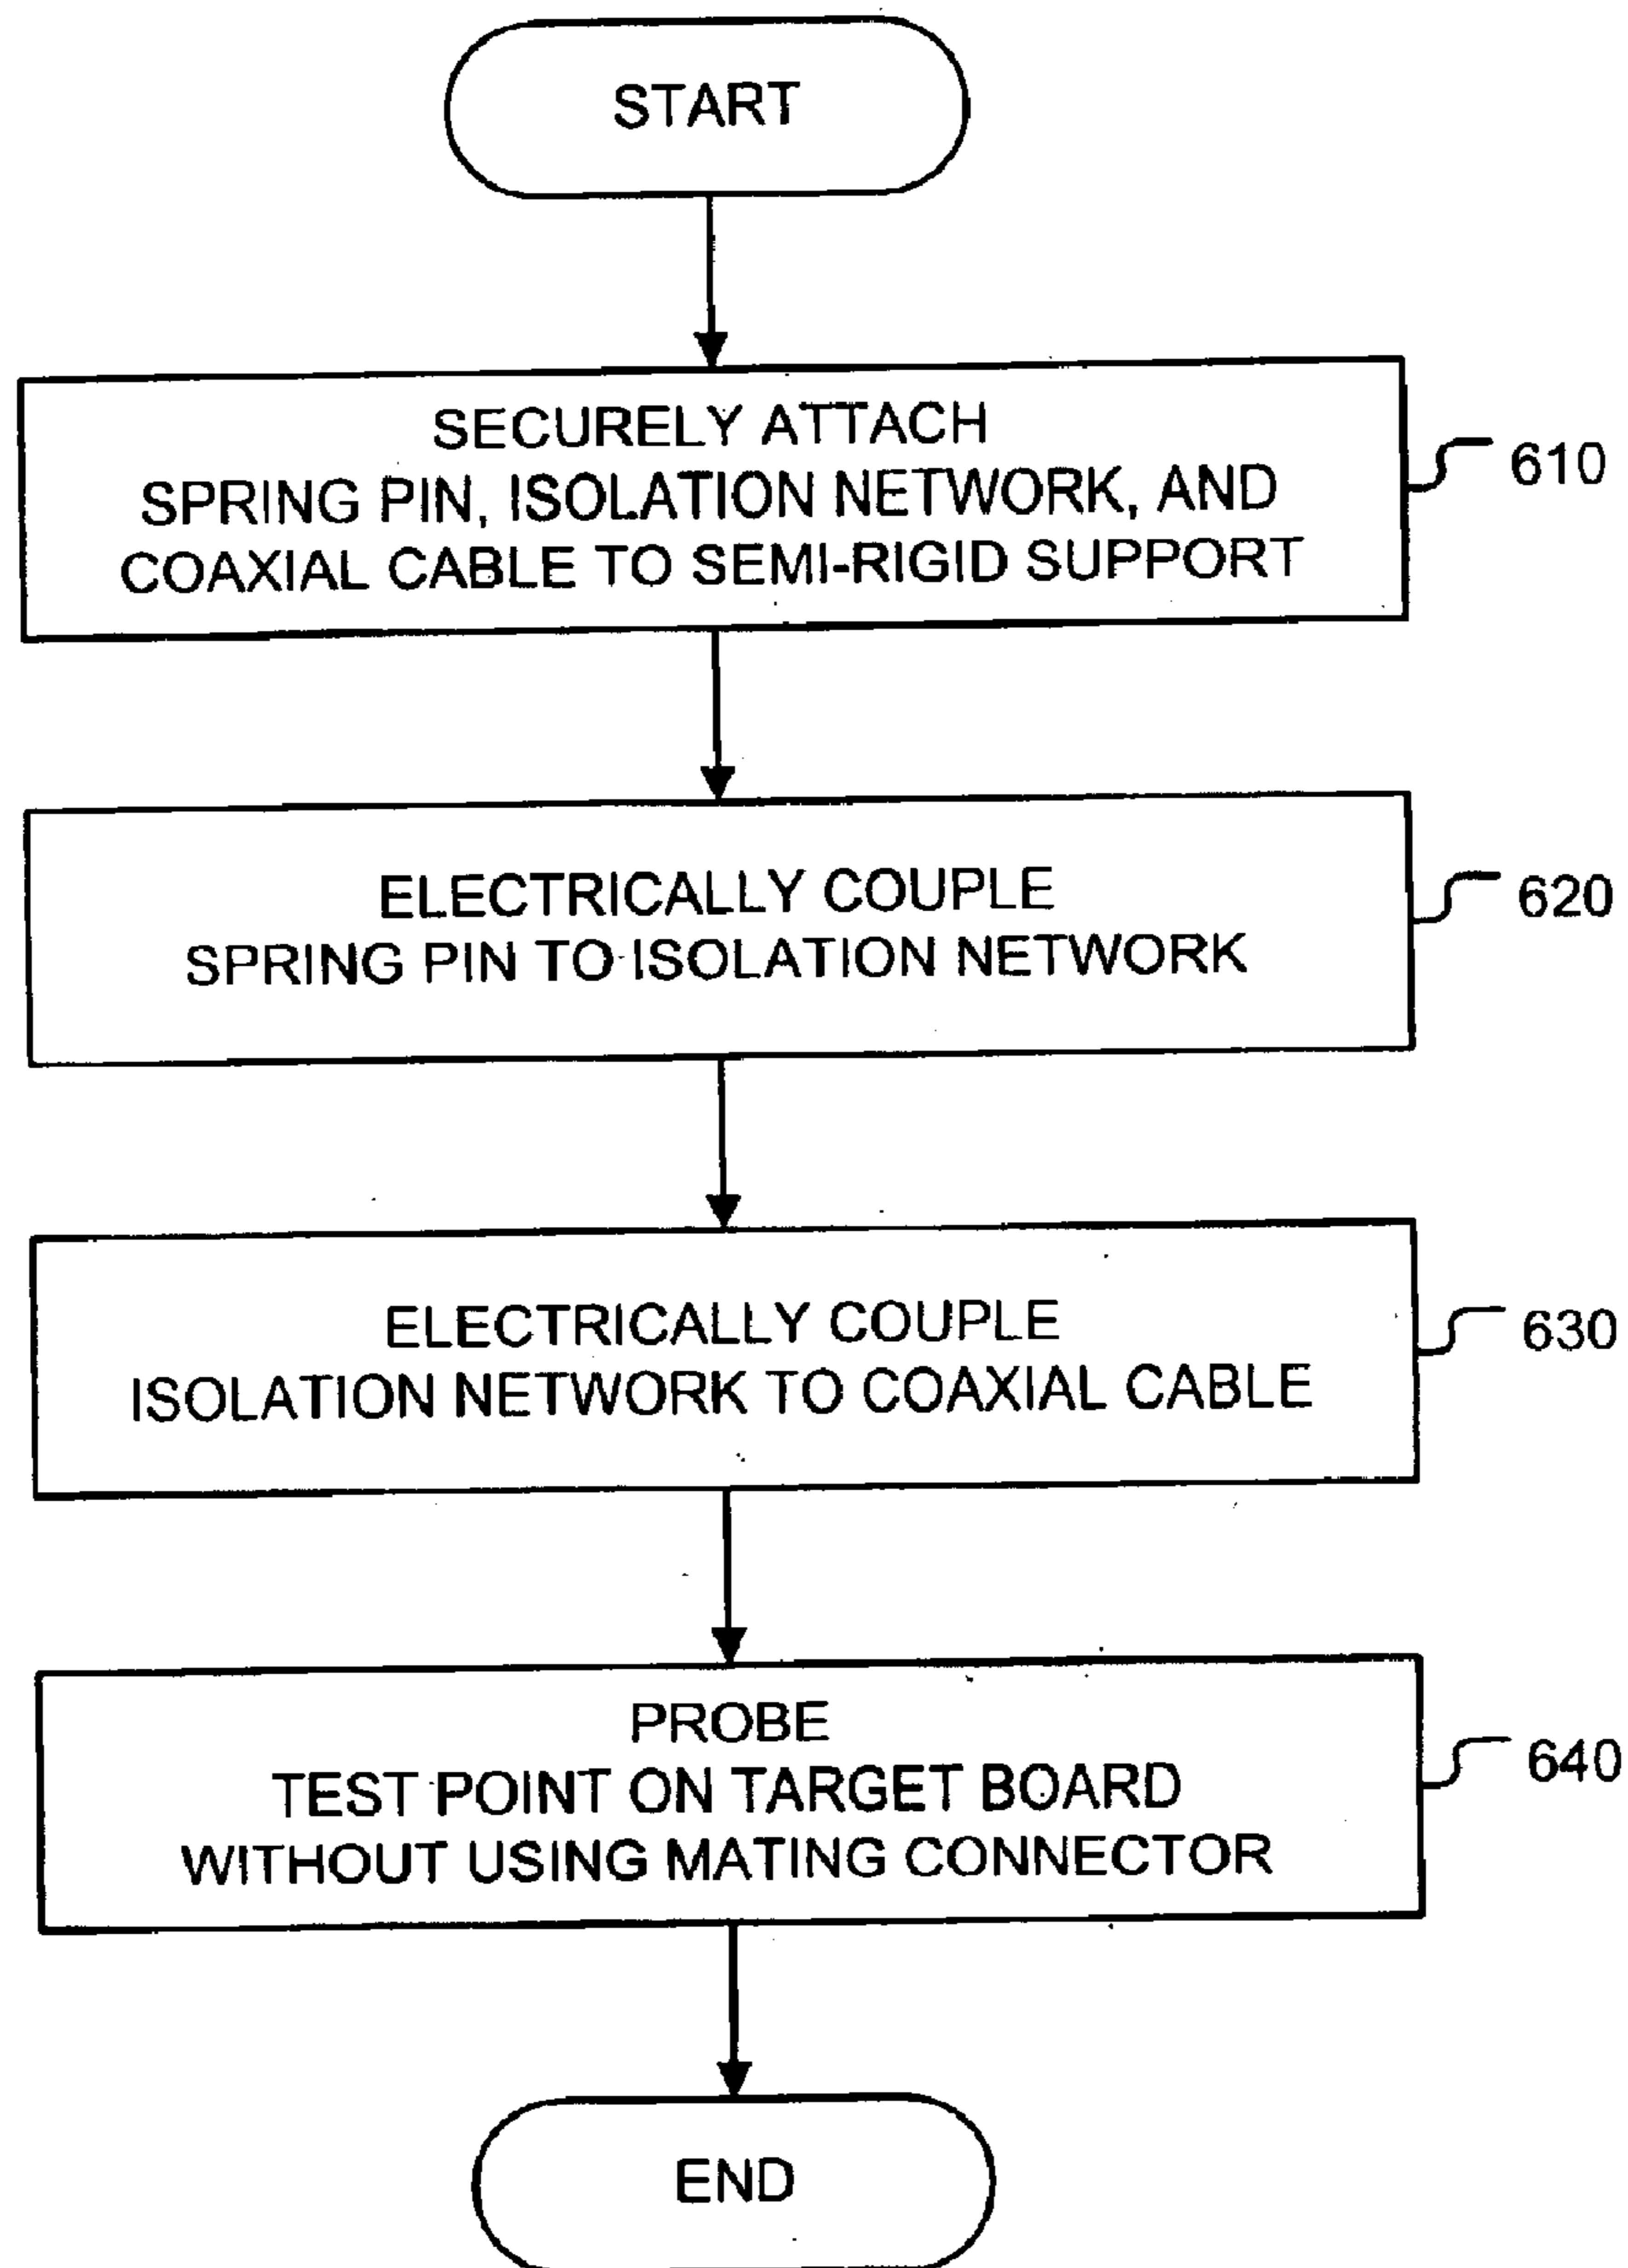 START
SECURELY ATTACH
SPRING PIN, ISOLATION NETWORK, AND
COAXIAL CABLE TO SEMI-RIGID SUPPORT
610
ELECTRICALLY COUPLE
SPRING PIN TO ISOLATION NETWORK
620
ELECTRICALLY COUPLE
ISOLATION NETWORK TO COAXIAL CABLE
630
PROBE
TEST POINT ON TARGET BOARD
WITHOUT USING MATING CONNECTOR
640
END